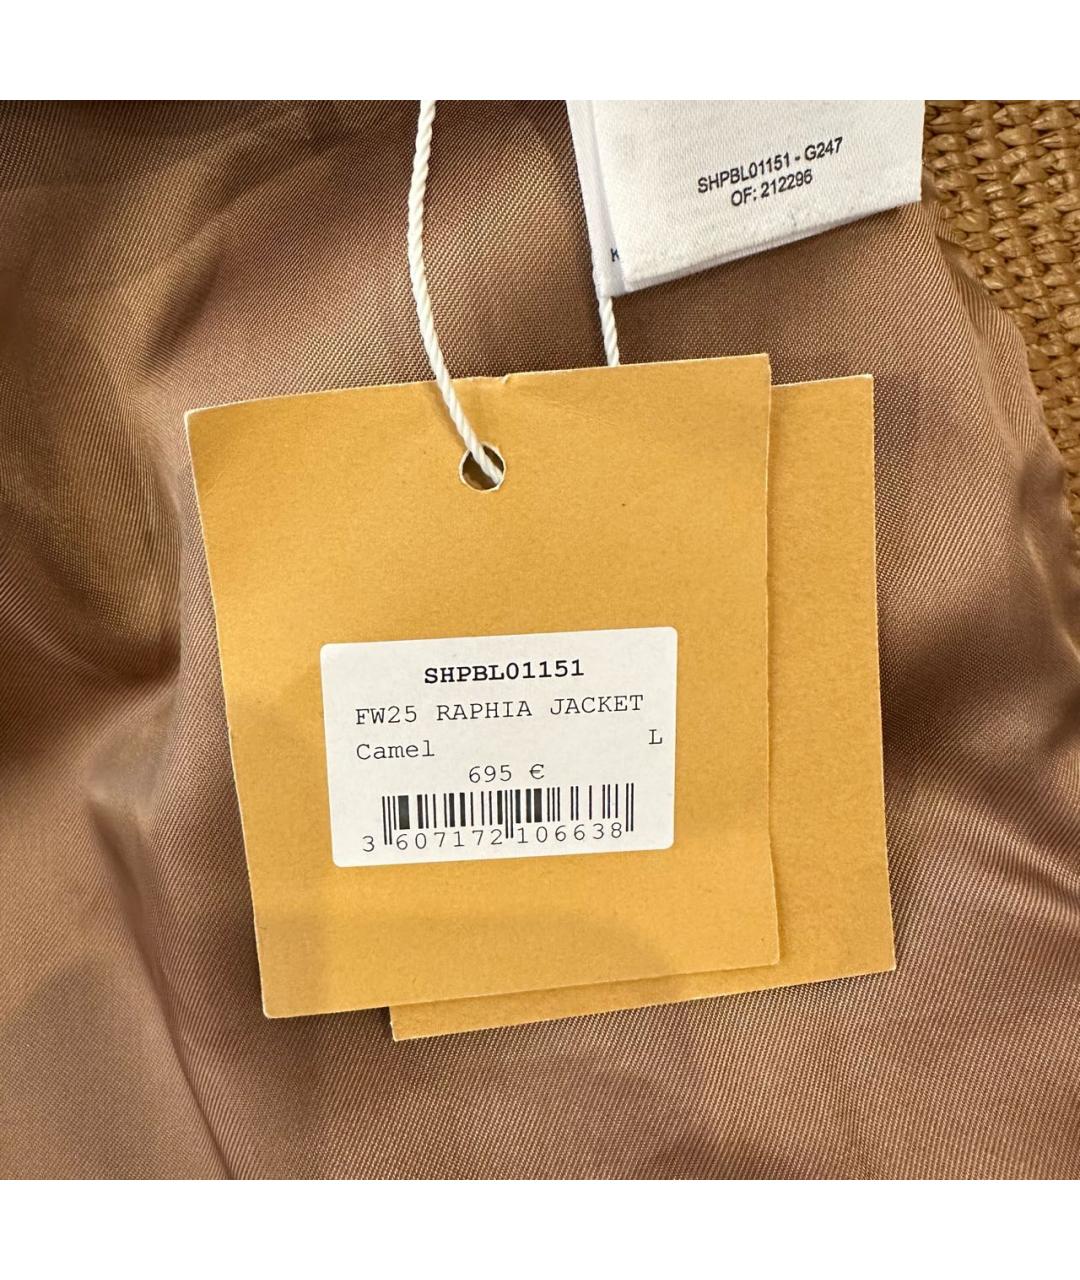 SHPBL01151 - G247
OF: 212296
K
SHPBL01151
FW25 RAPHIA JACKET
Camel L
695 €
3 607172 106638